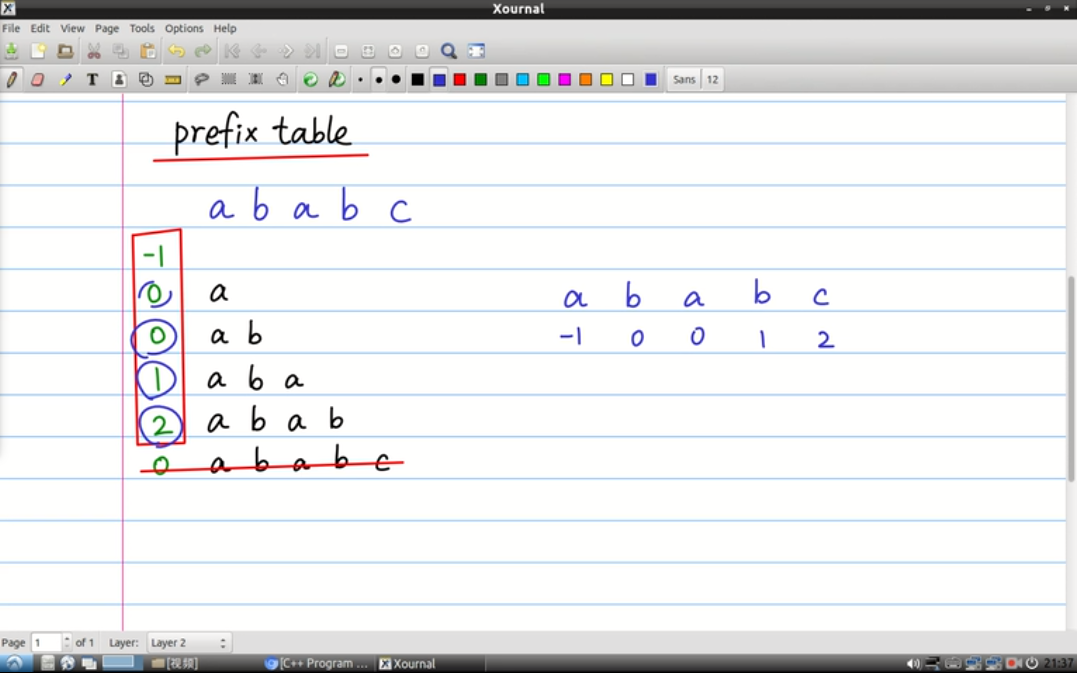 Xournal
File Edit View Page Tools Options Help
T Sans 12
prefix table
a b a b c
-1
0 a
0 a b
1 a b a
2 a b a b
0 a b a b c
a b a b c
-1 0 0 1 2
Page 1 of 1 Layer: Layer 2
[视频] [C++ Program ... Xournal 21:37